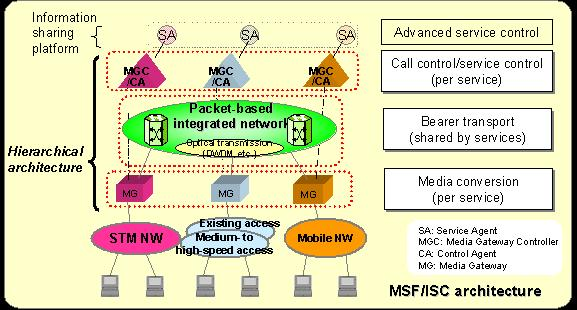 Information
sharing
platform
SA
SA
SA
Advanced service control
MGC
/CA
MGC
/CA
MGC
/CA
Call control/service control
(per service)
Hierarchical
architecture
Packet-based
integrated network
Optical transmission
(DWDM, etc.)
Bearer transport
(shared by services)
MG
MG
MG
Media conversion
(per service)
STM NW
Existing access
Medium- to
high-speed access
Mobile NW
SA: Service Agent
MGC: Media Gateway Controller
CA: Control Agent
MG: Media Gateway
MSF/ISC architecture